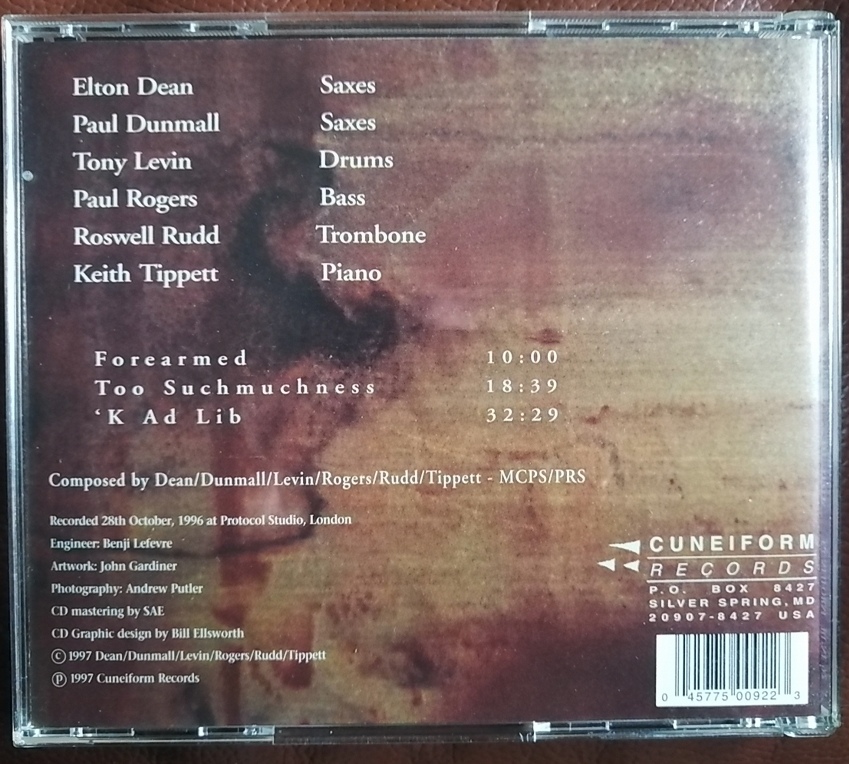 Elton Dean Saxes
Paul Dunmall Saxes
Tony Levin Drums
Paul Rogers Bass
Roswell Rudd Trombone
Keith Tippett Piano
Forearmed 10:00
Too Suchmuchness 18:39
‘K Ad Lib 32:29
Composed by Dean/Dunmall/Levin/Rogers/Rudd/Tippett - MCPS/PRS
Recorded 28th October, 1996 at Protocol Studio, London
Engineer: Benji Lefevre
Artwork: John Gardiner
Photography: Andrew Putler
CD mastering by SAE
CD Graphic design by Bill Ellsworth
© 1997 Dean/Dunmall/Levin/Rogers/Rudd/Tippett
℗ 1997 Cuneiform Records
CUNEIFORM
RECORDS
P.O. BOX 8427
SILVER SPRING, MD
20907-8427 USA
0 45775 00922 3